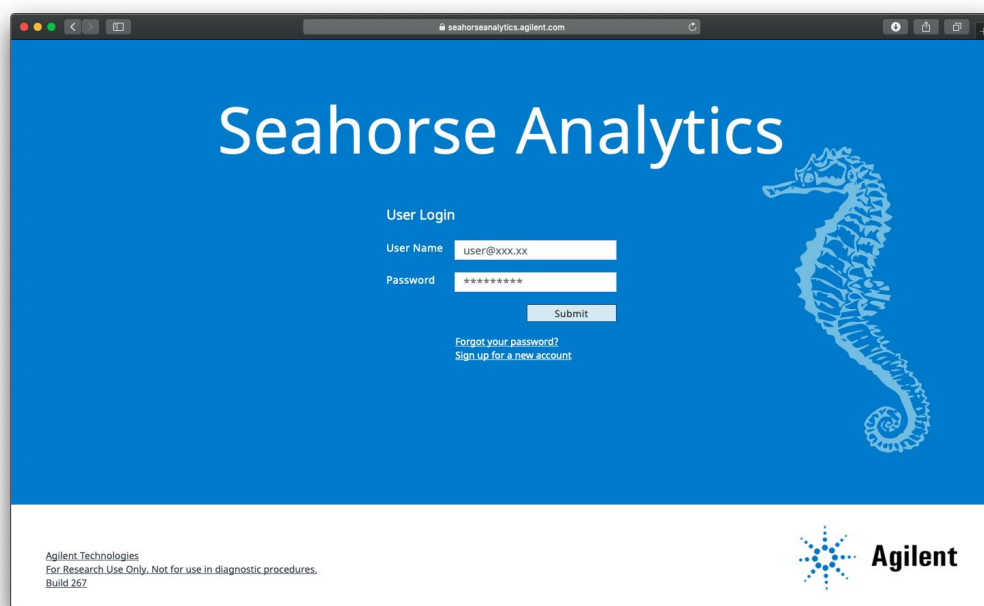 seahorseanalytics.agilent.com
Seahorse Analytics
User Login
User Name user@xxx.xx
Password *********
Submit
Forgot your password?
Sign up for a new account
Agilent Technologies
For Research Use Only. Not for use in diagnostic procedures.
Build 267
Agilent